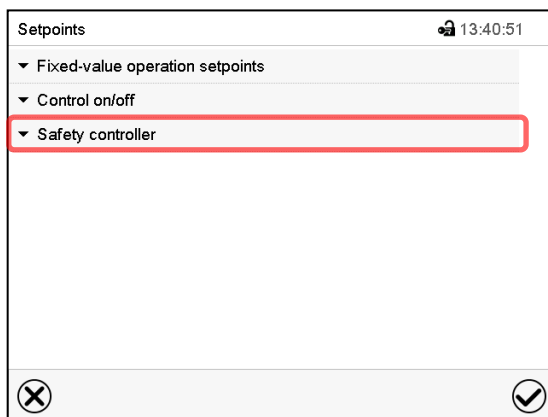 Setpoints 13:40:51
Fixed-value operation setpoints
Control on/off
Safety controller